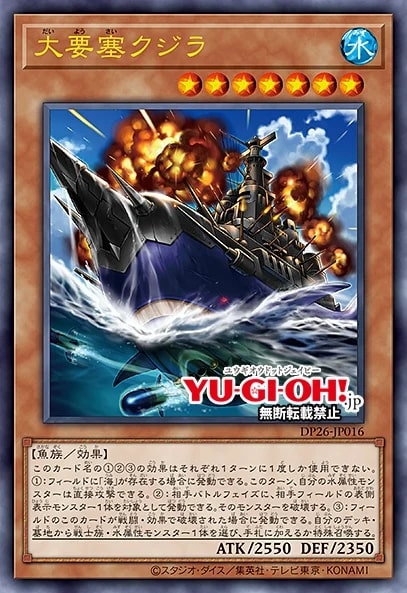 だい よう さい
大要塞クジラ
水
ユウギオウドットジェイピー
YU-GI-OH!.jp
無断転載禁止
DP26-JP016
【魚族／効果】
このカード名の①②③の効果はそれぞれ１ターンに１度しか使用できない。
①：フィールドに「海」が存在する場合に発動できる。このターン、自分の水属性モン
スターは直接攻撃できる。②：相手バトルフェイズに、相手フィールドの表側
表示モンスター１体を対象として発動できる。そのモンスターを破壊する。③：フィー
ルドのこのカードが戦闘・効果で破壊された場合に発動できる。自分のデッキ・
墓地から戦士族・水属性モンスター１体を選び、手札に加えるか特殊召喚する。
ATK/2550 DEF/2350
©スタジオ・ダイス／集英社・テレビ東京・KONAMI